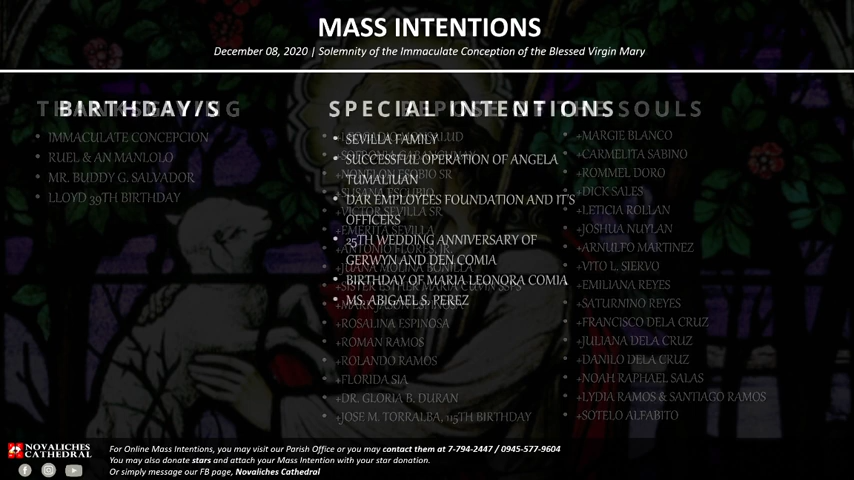 MASS INTENTIONS
December 08, 2020 | Solemnity of the Immaculate Conception of the Blessed Virgin Mary
BIRTHDAY/S
• IMMACULATE CONCEPCION
• RUEL & AN MANLOLO
• MR. BUDDY G. SALVADOR
• LLOYD 39TH BIRTHDAY
SPECIAL INTENTIONS
• SEVILLA FAMILY
• SUCCESSFUL OPERATION OF ANGELA
TUMALIUAN
• DAR EMPLOYEES FOUNDATION AND IT'S
OFFICERS
• 25TH WEDDING ANNIVERSARY OF
GERWYN AND DEN COMIA
• BIRTHDAY OF MARIA LEONORA COMIA
• MS. ABIGAEL S. PEREZ
SOULS
• +VICTOR SEVILLA SR.
• +EMERITA SEVILLA
• +ROSALINA ESPINOSA
• +ROMAN RAMOS
• +ROLANDO RAMOS
• +FLORIDA SIA
• +DR. GLORIA B. DURAN
• +JOSE M. TORRALBA, 115TH BIRTHDAY
• +MARGIE BLANCO
• +CARMELITA SABINO
• +ROMMEL DORO
• +DICK SALES
• +LETICIA ROLLAN
• +JOSHUA NUYLAN
• +ARNULFO MARTINEZ
• +VITO L. SIERVO
• +EMILIANA REYES
• +SATURNINO REYES
• +FRANCISCO DELA CRUZ
• +JULIANA DELA CRUZ
• +DANILO DELA CRUZ
• +NOAH RAPHAEL SALAS
• +LYDIA RAMOS & SANTIAGO RAMOS
• +SOTELO ALFABITO
NOVALICHES
CATHEDRAL
For Online Mass Intentions, you may visit our Parish Office or you may contact them at 7-794-2447 / 0945-577-9604
You may also donate stars and attach your Mass Intention with your star donation.
Or simply message our FB page, Novaliches Cathedral